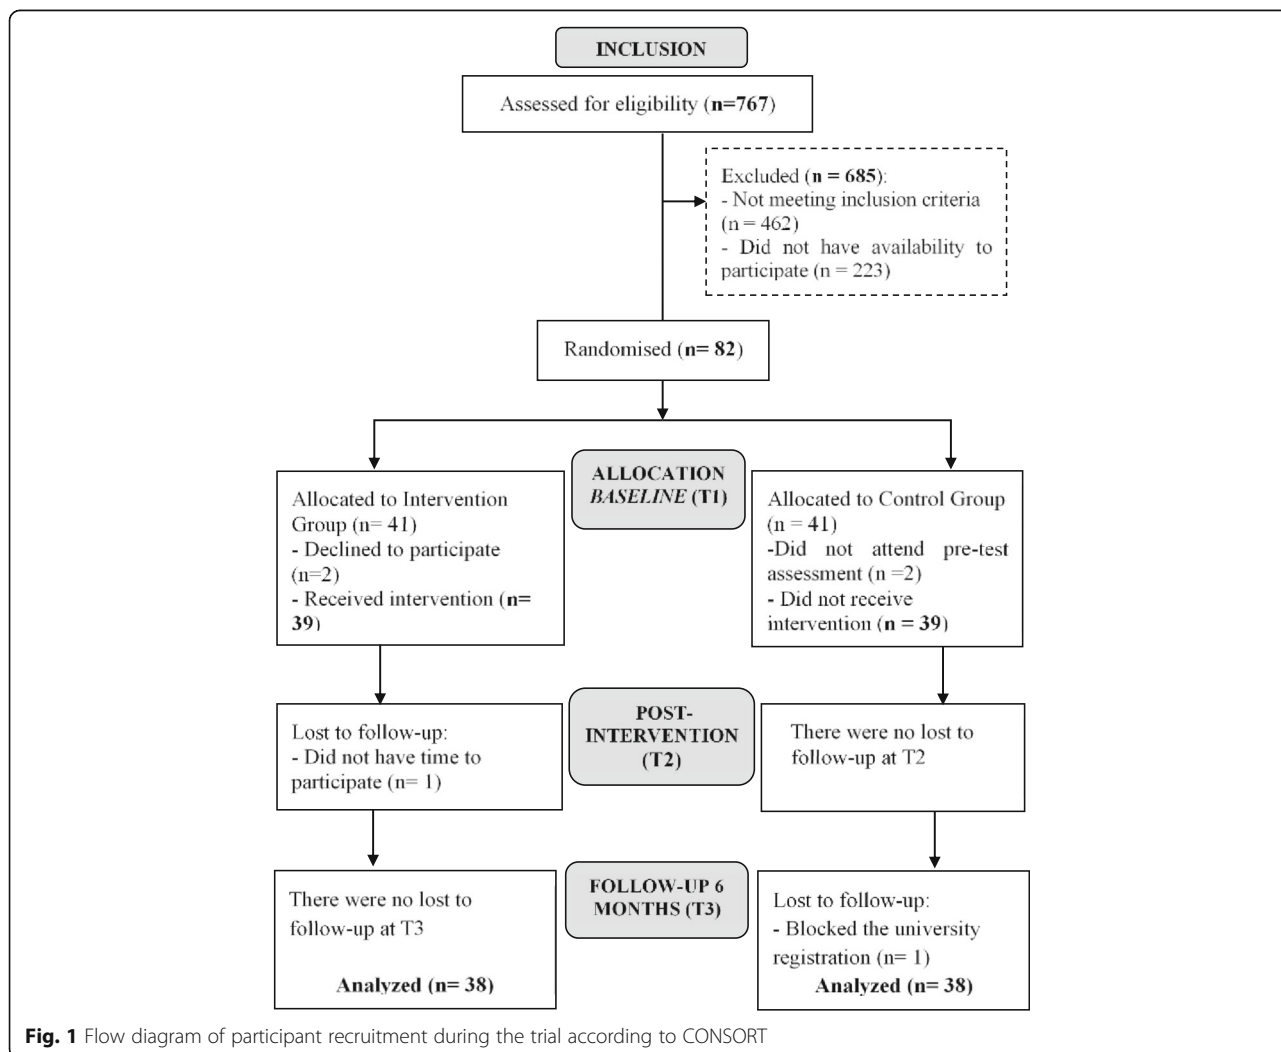 INCLUSION
Assessed for eligibility (n=767)
Excluded (n = 685):
- Not meeting inclusion criteria
(n = 462)
- Did not have availability to
participate (n = 223)
Randomised (n= 82)
ALLOCATION
BASELINE (T1)
Allocated to Intervention
Group (n= 41)
- Declined to participate
(n=2)
- Received intervention (n=
39)
Allocated to Control Group
(n = 41)
-Did not attend pre-test
assessment (n =2)
- Did not receive
intervention (n = 39)
POST-
INTERVENTION
(T2)
Lost to follow-up:
- Did not have time to
participate (n= 1)
There were no lost to
follow-up at T2
FOLLOW-UP 6
MONTHS (T3)
There were no lost to
follow-up at T3
Analyzed (n= 38)
Lost to follow-up:
- Blocked the university
registration (n= 1)
Analyzed (n= 38)
Fig. 1 Flow diagram of participant recruitment during the trial according to CONSORT